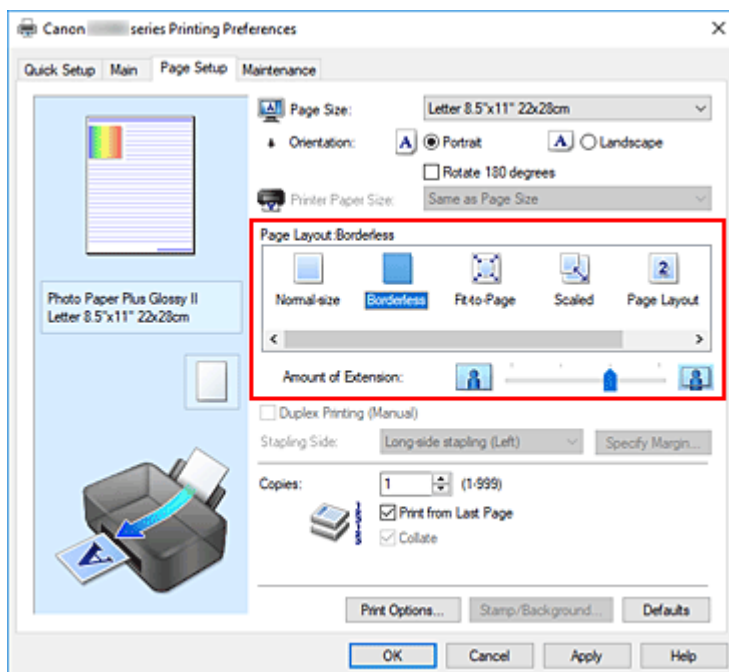 Canon series Printing Preferences
Quick Setup Main Page Setup Maintenance
Page Size: Letter 8.5"x11" 22x28cm
Orientation: A Portrait A Landscape
Rotate 180 degrees
Printer Paper Size: Same as Page Size
Page Layout:Borderless
Normal-size Borderless Fit-to-Page Scaled 2 Page Layout
Amount of Extension:
Photo Paper Plus Glossy II
Letter 8.5"x11" 22x28cm
Duplex Printing (Manual)
Stapling Side: Long-side stapling (Left) Specify Margin...
Copies: 1 (1-999)
Print from Last Page
Collate
A
Print Options... Stamp/Background... Defaults
OK Cancel Apply Help